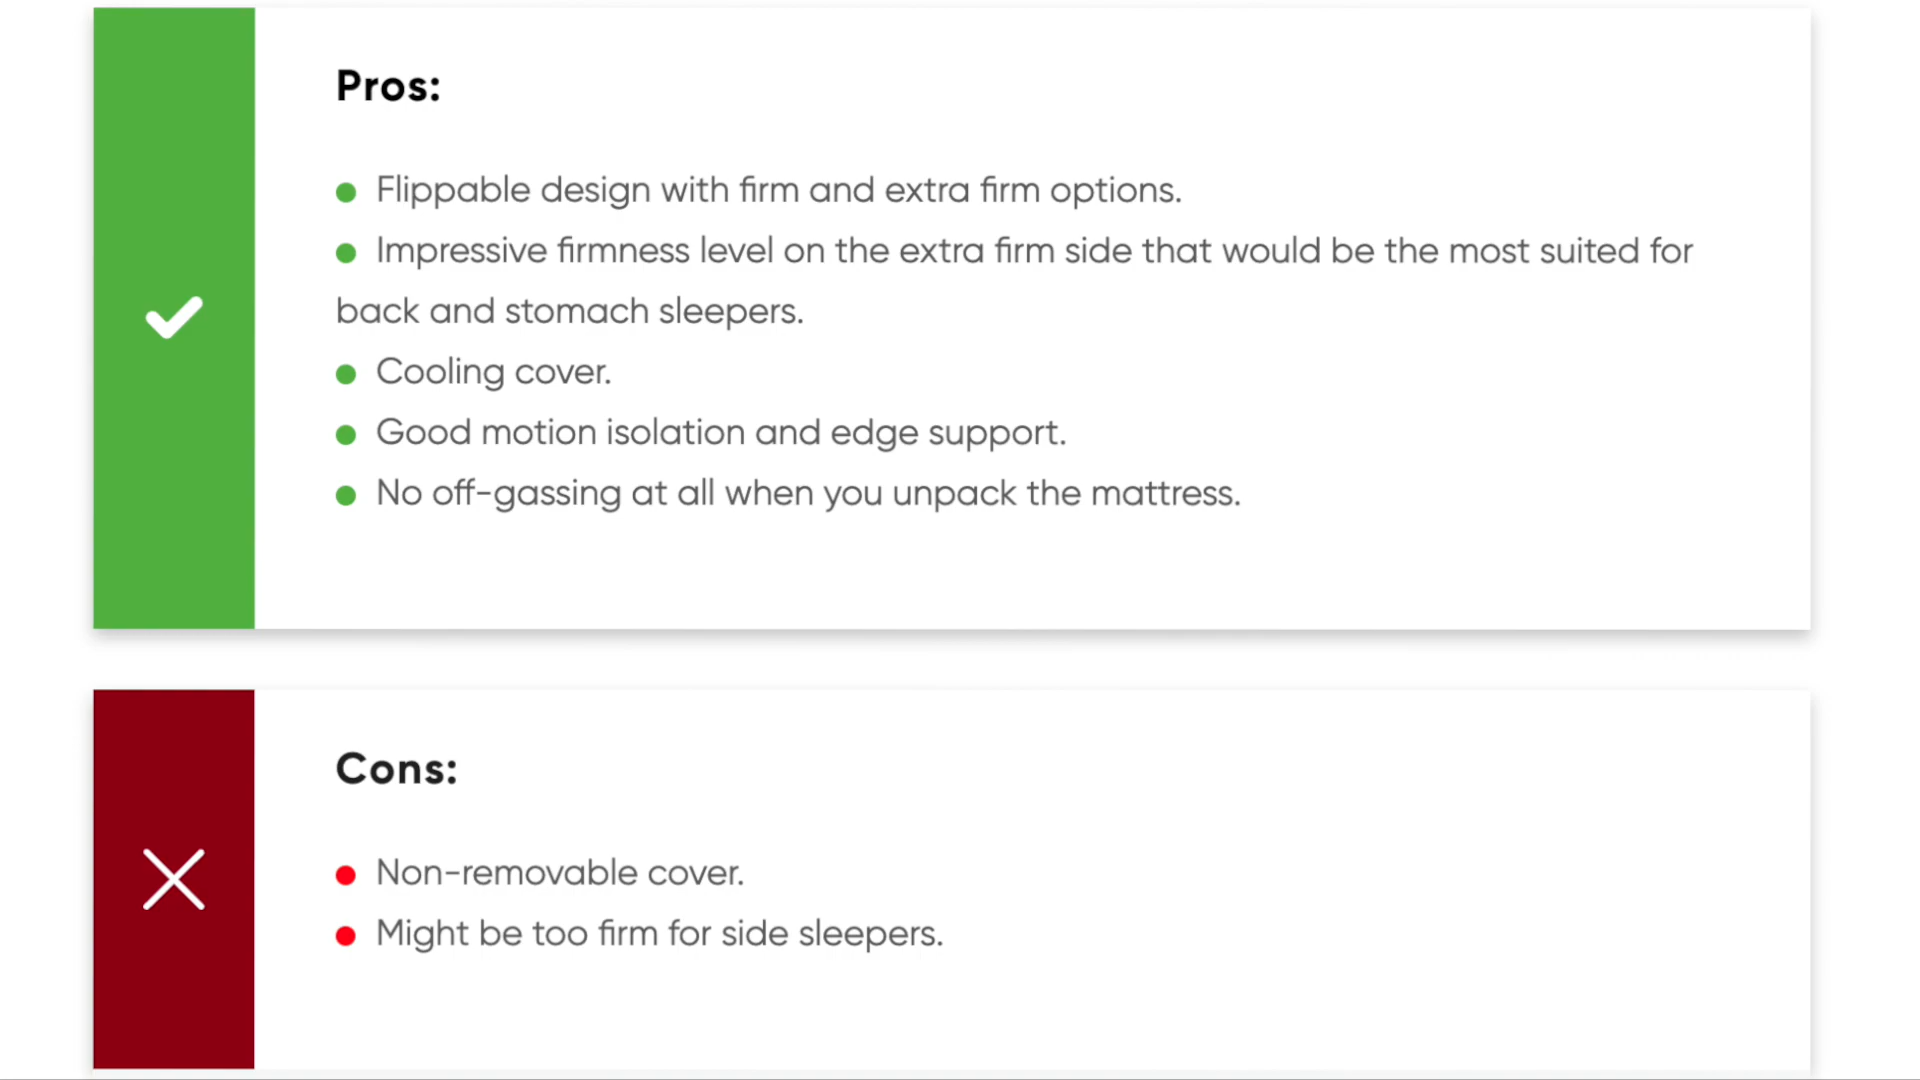 Pros:
Flippable design with firm and extra firm options.
Impressive firmness level on the extra firm side that would be the most suited for
back and stomach sleepers.
Cooling cover.
Good motion isolation and edge support.
No off-gassing at all when you unpack the mattress.
Cons:
Non-removable cover.
Might be too firm for side sleepers.